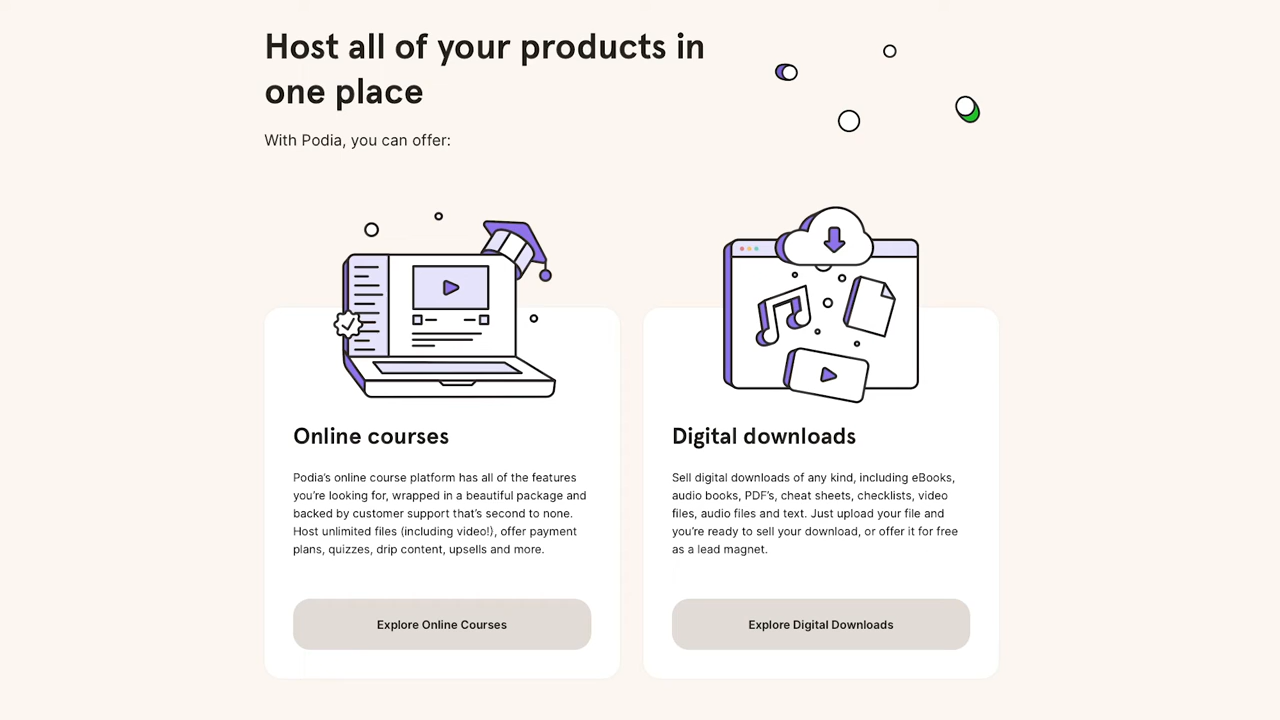 Host all of your products in
one place
With Podia, you can offer:
Online courses
Podia’s online course platform has all of the features
you’re looking for, wrapped in a beautiful package and
backed by customer support that’s second to none.
Host unlimited files (including video!), offer payment
plans, quizzes, drip content, upsells and more.
Explore Online Courses
Digital downloads
Sell digital downloads of any kind, including eBooks,
audio books, PDF’s, cheat sheets, checklists, video
files, audio files and text. Just upload your file and
you’re ready to sell your download, or offer it for free
as a lead magnet.
Explore Digital Downloads